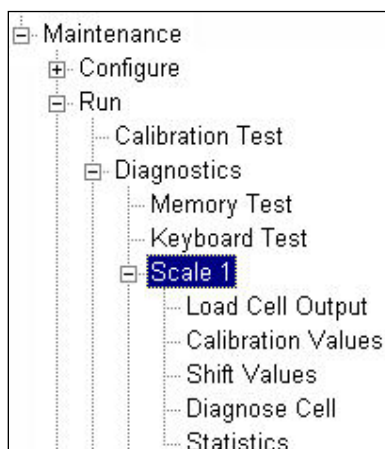 Maintenance
Configure
Run
Calibration Test
Diagnostics
Memory Test
Keyboard Test
Scale 1
Load Cell Output
Calibration Values
Shift Values
Diagnose Cell
Statistics